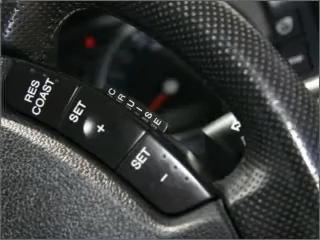 RES
COAST
SET
+
SET
-
CRUISE